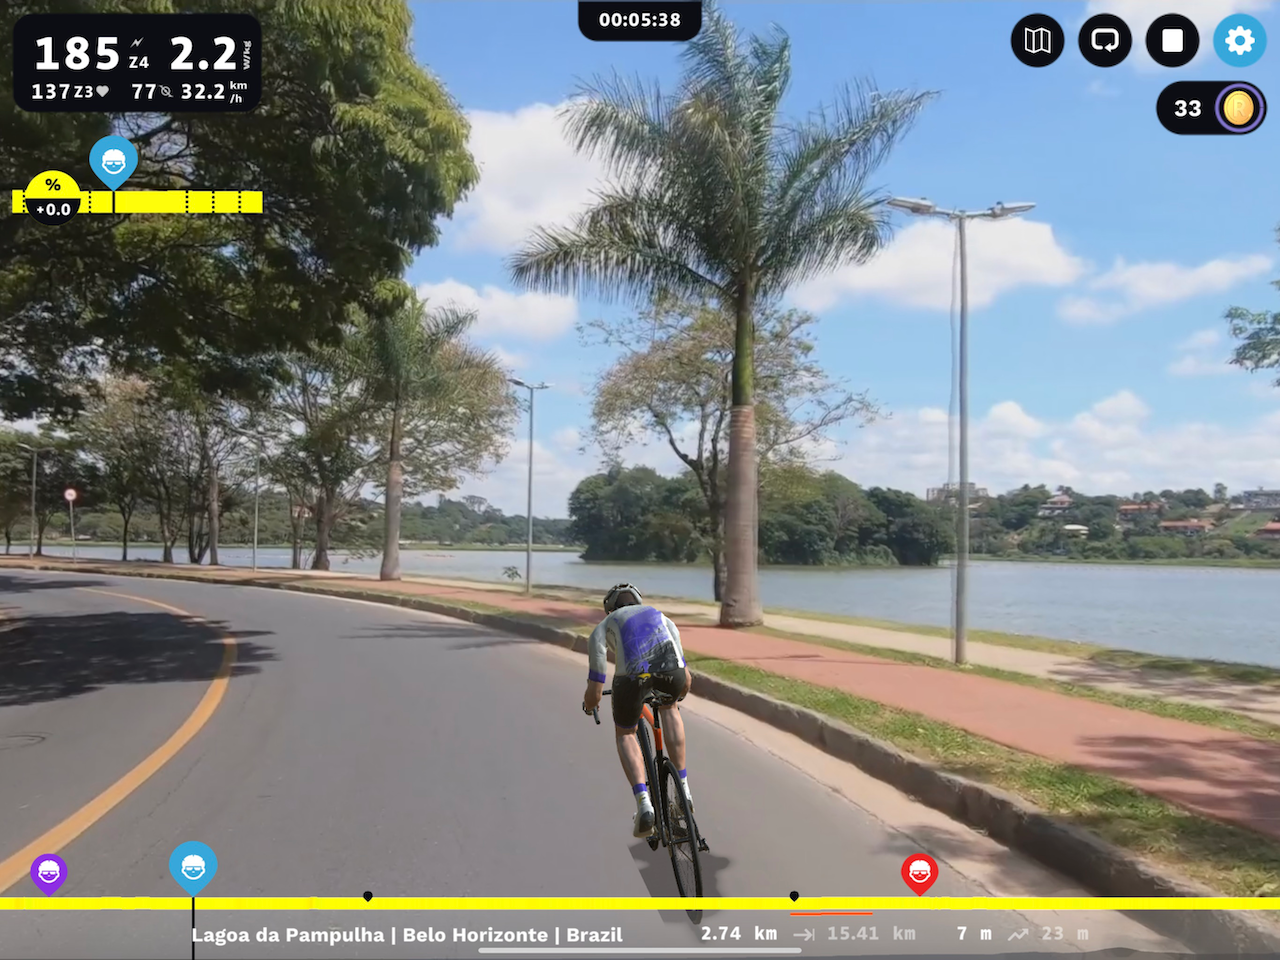 00:05:38
185 Z4 2.2 w/kg
137 Z3 77 32.2 km/h
33
%
+0.0
Lagoa da Pampulha | Belo Horizonte | Brazil 2.74 km 15.41 km 7 m 23 m